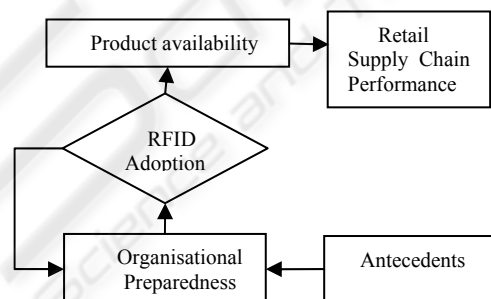 Product availability
Retail
Supply Chain
Performance
RFID
Adoption
Organisational
Preparedness
Antecedents